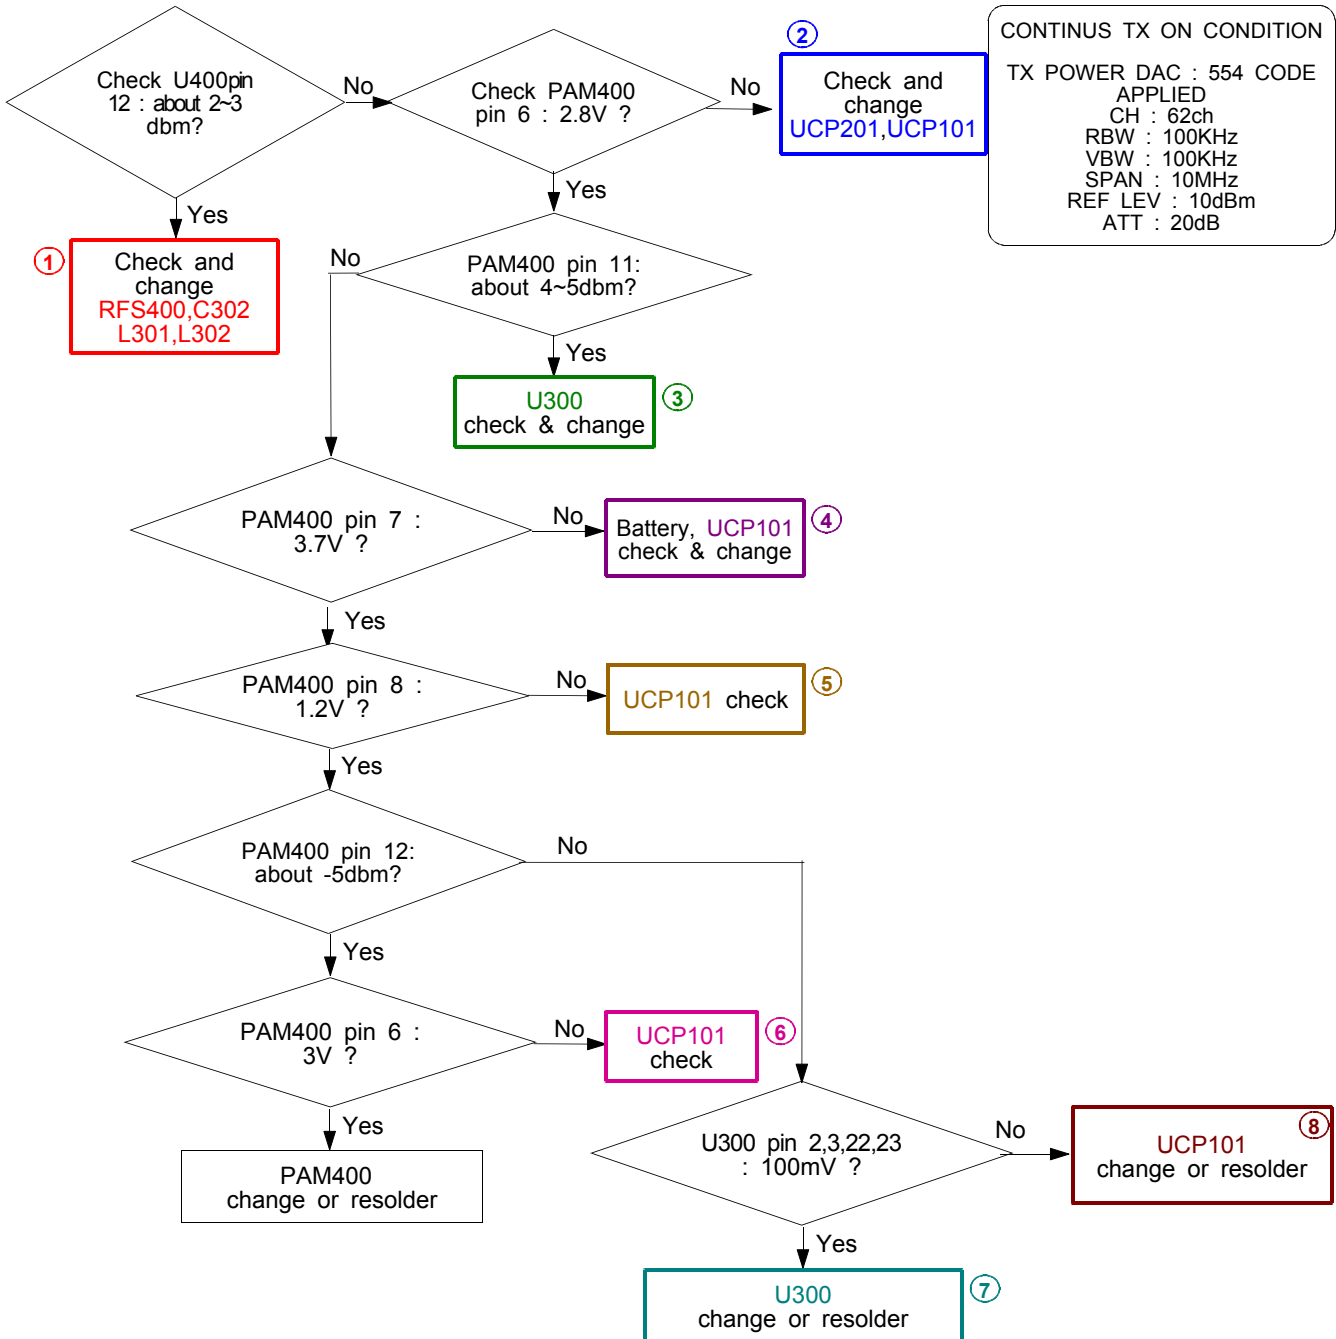 Check U400pin
12 : about 2~3
dbm?
No
Check PAM400
pin 6 : 2.8V ?
No
2
Check and
change
UCP201,UCP101
CONTINUS TX ON CONDITION
TX POWER DAC : 554 CODE
APPLIED
CH : 62ch
RBW : 100KHz
VBW : 100KHz
SPAN : 10MHz
REF LEV : 10dBm
ATT : 20dB
Yes
Yes
1
Check and
change
RFS400,C302
L301,L302
No
PAM400 pin 11:
about 4~5dbm?
Yes
U300
check & change
3
PAM400 pin 7 :
3.7V ?
No
Battery, UCP101
check & change
4
Yes
PAM400 pin 8 :
1.2V ?
No
UCP101 check
5
Yes
PAM400 pin 12:
about -5dbm?
No
Yes
PAM400 pin 6 :
3V ?
No
UCP101
check
6
Yes
PAM400
change or resolder
U300 pin 2,3,22,23
: 100mV ?
No
UCP101
change or resolder
8
Yes
U300
change or resolder
7